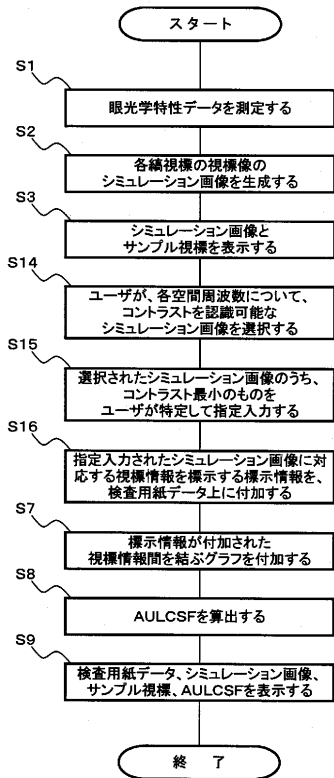 スタート
S1
眼光学特性データを測定する
S2
各縞視標の視標像の
シミュレーション画像を生成する
S3
シミュレーション画像と
サンプル視標を表示する
S14
ユーザが、各空間周波数について、
コントラストを認識可能な
シミュレーション画像を選択する
S15
選択されたシミュレーション画像のうち、
コントラスト最小のものを
ユーザが特定して指定入力する
S16
指定入力されたシミュレーション画像に対
応する視標情報を標示する標示情報を、
検査用紙データ上に付加する
S7
標示情報が付加された
視標情報間を結ぶグラフを付加する
S8
AULCSFを算出する
S9
検査用紙データ、シミュレーション画像、
サンプル視標、AULCSFを表示する
終 了